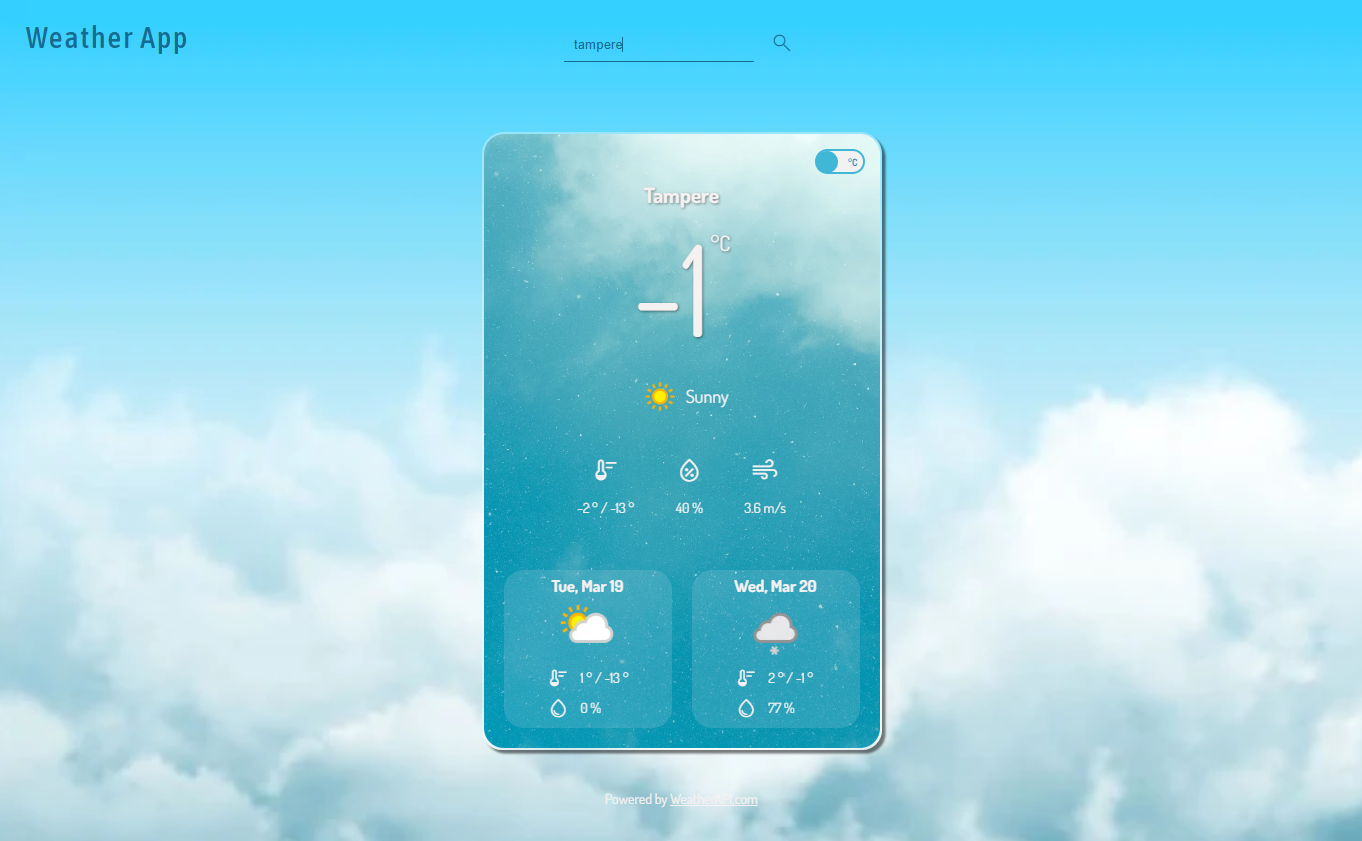 Weather App
tampere
°C
Tampere
-1 °C
Sunny
-2 ° / -13 ° 40 % 3.6 m/s
Tue, Mar 19
1 ° / -13 °
0 %
Wed, Mar 20
2 ° / -1 °
77 %
Powered by WeatherAPI.com